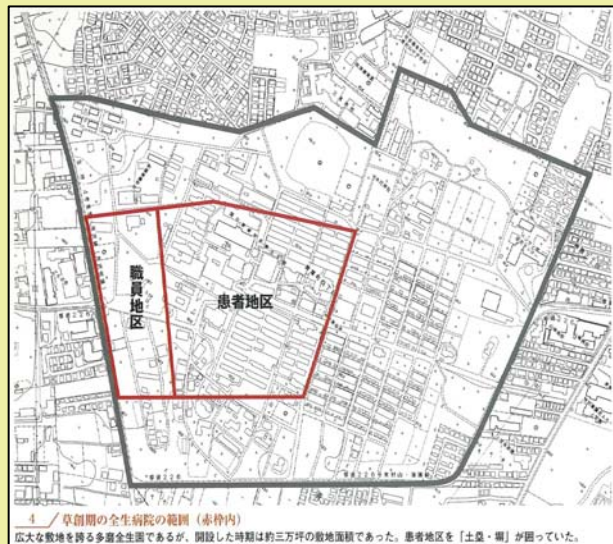 職員地区
患者地区
4 草創期の全生病院の範囲（赤枠内）
広大な敷地を誇る多磨全生園であるが、開設した時期は約三万坪の敷地面積であった。患者地区を「土塁・堀」が囲っていた。